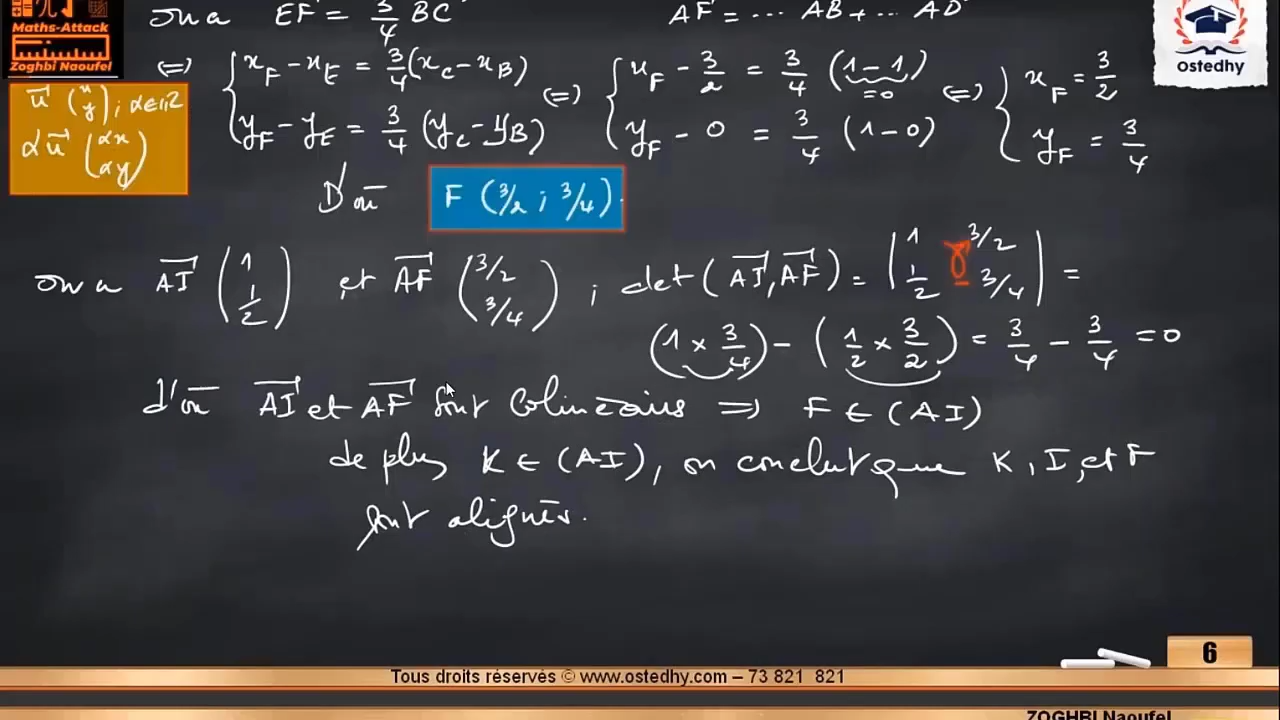 Maths-Attack
Zoghbi Naoufel
ostedhy
on a EF = 3/4 BC AF = ... AB + ... AD
⇔ { x_F − x_E = 3/4 (x_C − x_B) ⇔ { x_F − 3/2 = 3/4 (1 − 1) = 0 ⇔ { x_F = 3/2
y_F − y_E = 3/4 (y_C − y_B) y_F − 0 = 3/4 (1 − 0) y_F = 3/4
u⃗ (x y) ; α ∈ ℝ
αu⃗ (αx αy)
D'où F (3/2 ; 3/4).
on a AI⃗ (1 1/2) et AF⃗ (3/2 3/4) ; det (AI⃗, AF⃗) = | 1 3/2 1/2 3/4 | =
(1 × 3/4) − (1/2 × 3/2) = 3/4 − 3/4 = 0
d'où AI⃗ et AF⃗ sont colinéaires ⇒ F ∈ (AI)
de plus K ∈ (AI), on conclut que K, I, et F
sont alignés.
6
Tous droits réservés © www.ostedhy.com – 73 821 821
ZOGHBI Naoufel